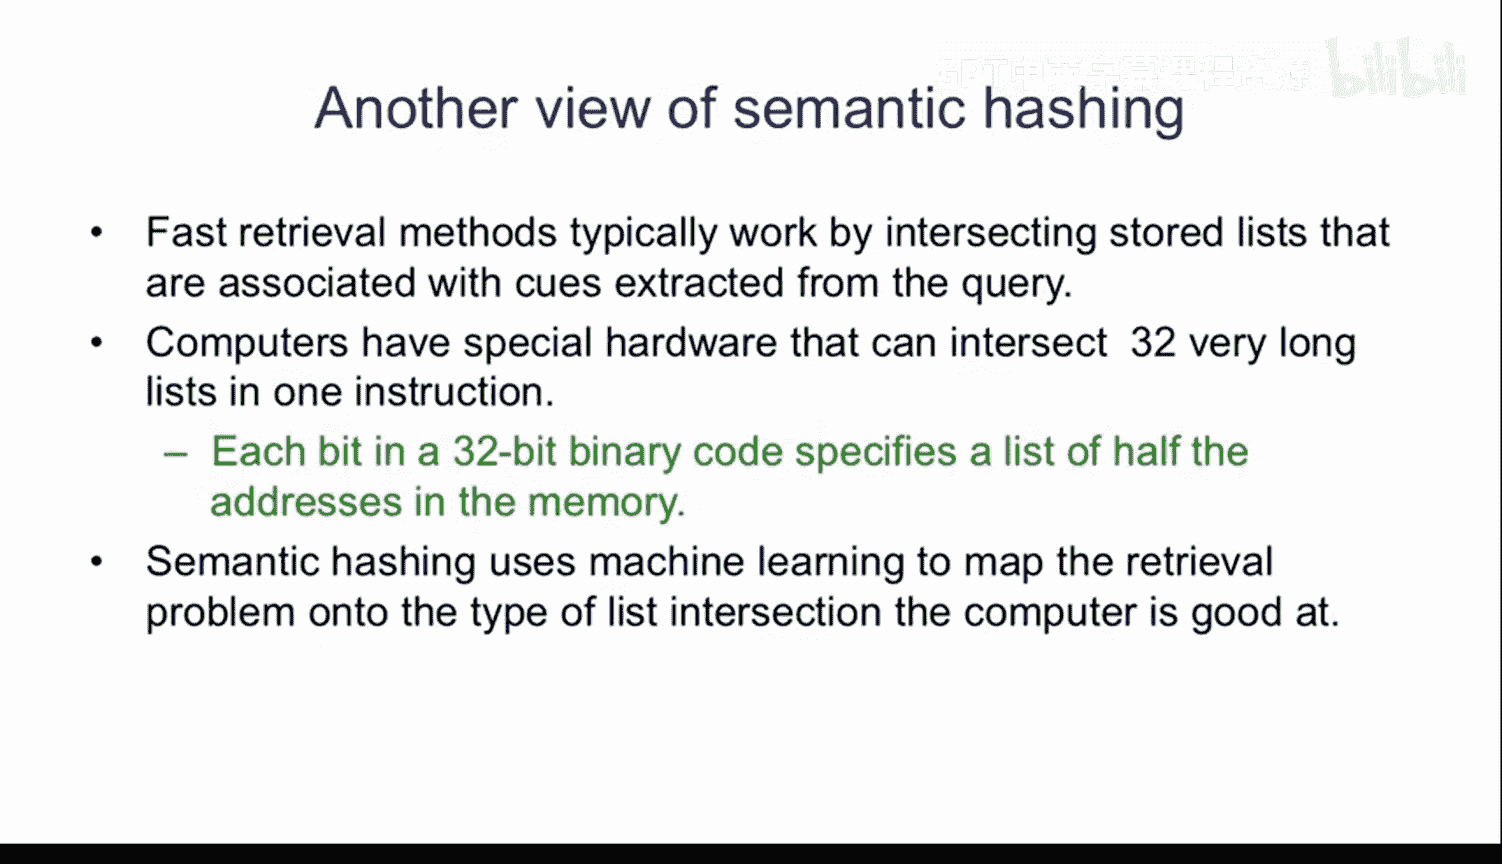 bilibili
Another view of semantic hashing
• Fast retrieval methods typically work by intersecting stored lists that
are associated with cues extracted from the query.
• Computers have special hardware that can intersect 32 very long
lists in one instruction.
– Each bit in a 32-bit binary code specifies a list of half the
addresses in the memory.
• Semantic hashing uses machine learning to map the retrieval
problem onto the type of list intersection the computer is good at.